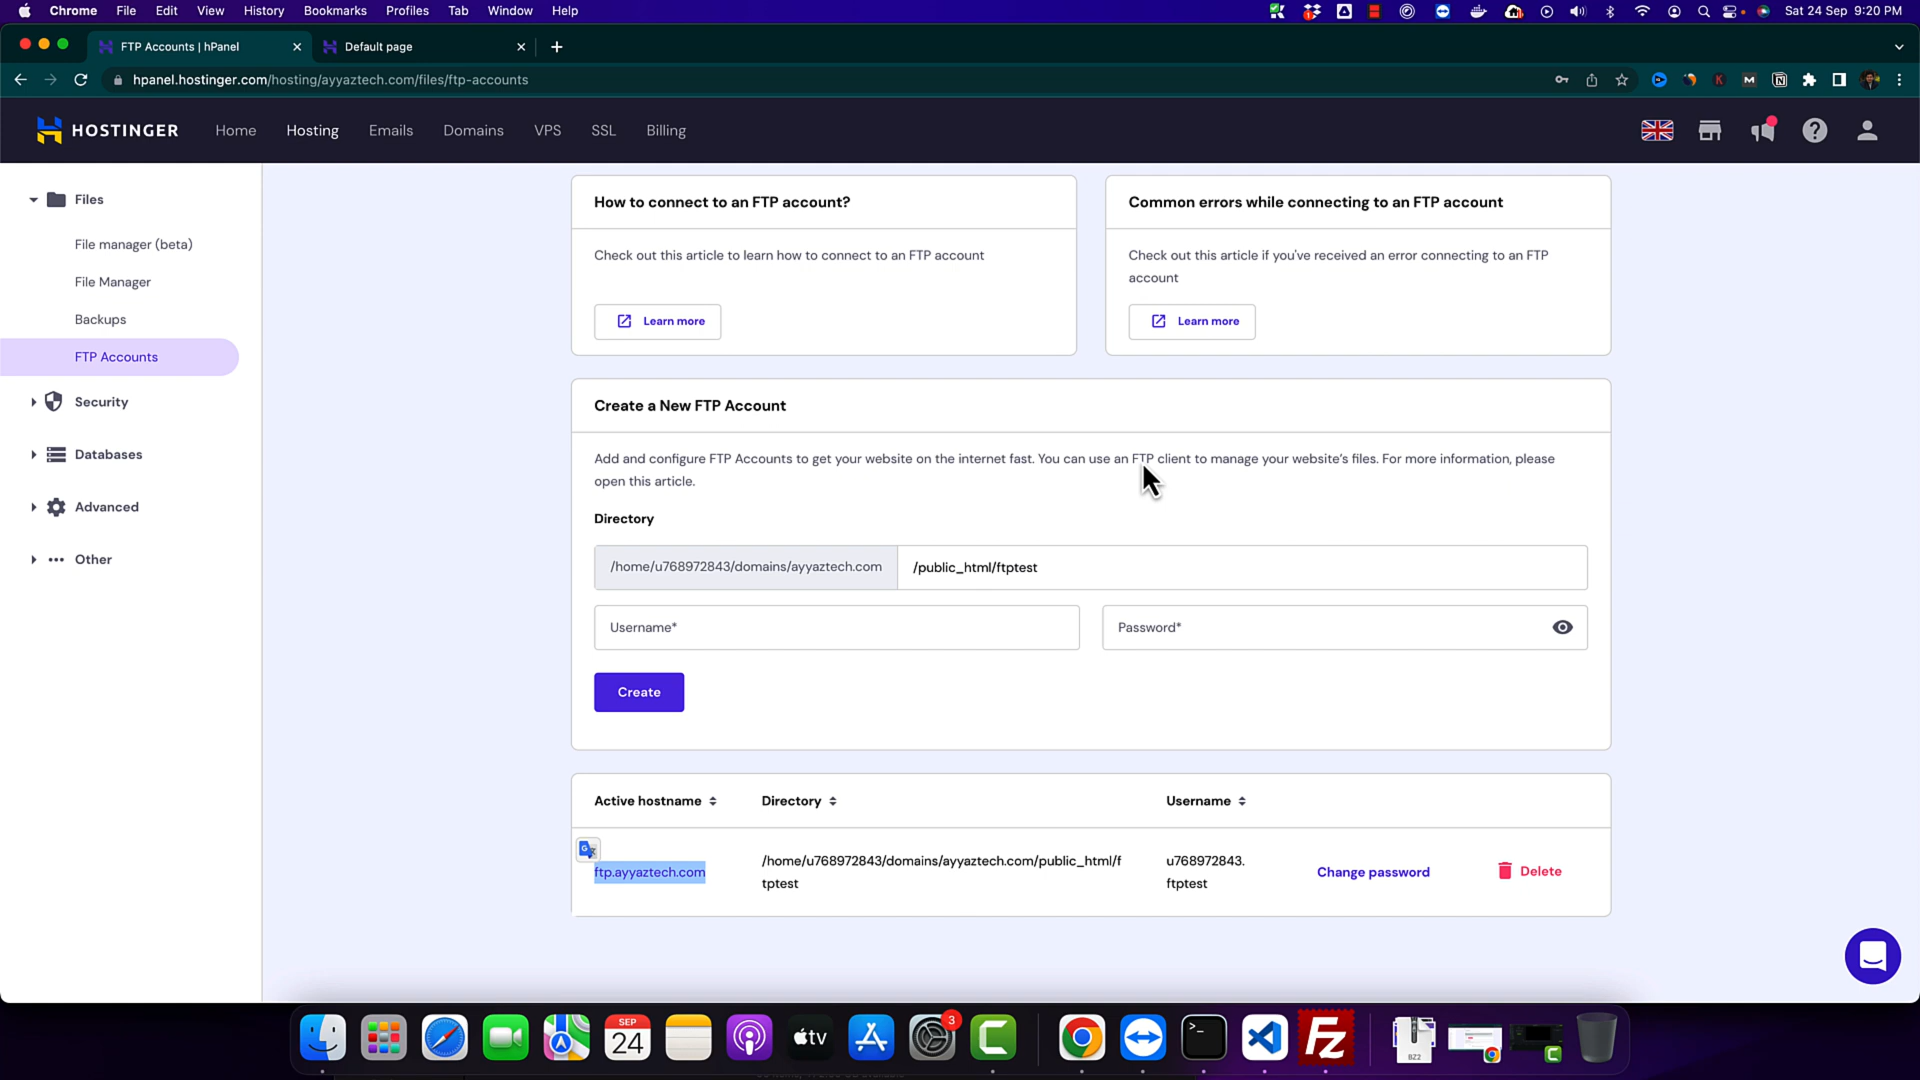 Chrome File Edit View History Bookmarks Profiles Tab Window Help
Sat 24 Sep 9:20 PM
FTP Accounts | hPanel
Default page
hpanel.hostinger.com/hosting/ayyaztech.com/files/ftp-accounts
HOSTINGER
Home
Hosting
Emails
Domains
VPS
SSL
Billing
Files
File manager (beta)
File Manager
Backups
FTP Accounts
Security
Databases
Advanced
Other
How to connect to an FTP account?
Check out this article to learn how to connect to an FTP account
Learn more
Common errors while connecting to an FTP account
Check out this article if you've received an error connecting to an FTP
account
Learn more
Create a New FTP Account
Add and configure FTP Accounts to get your website on the internet fast. You can use an FTP client to manage your website's files. For more information, please
open this article.
Directory
/home/u768972843/domains/ayyaztech.com
/public_html/ftptest
Username*
Password*
Create
Active hostname
Directory
Username
ftp.ayyaztech.com
/home/u768972843/domains/ayyaztech.com/public_html/f
tptest
u768972843.
ftptest
Change password
Delete
SEP
24
tv
3
BZ2